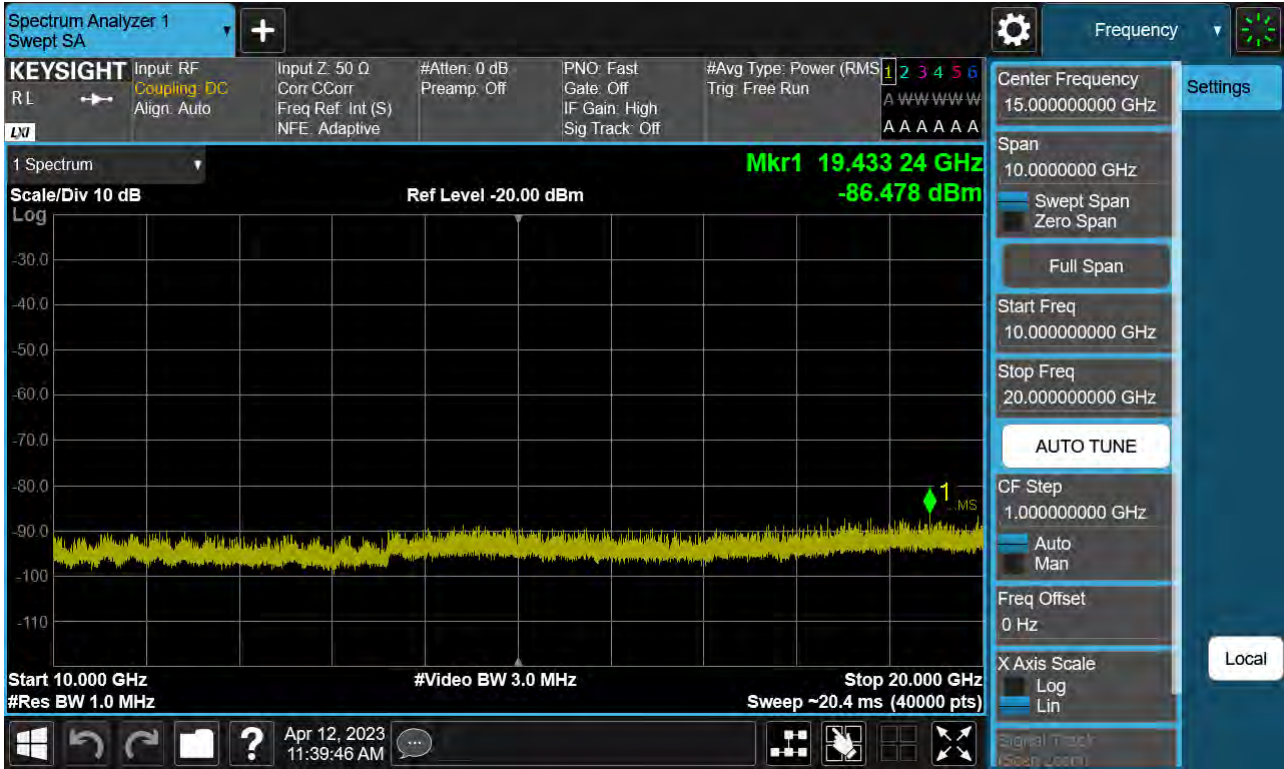 Spectrum Analyzer 1
Swept SA
+
Frequency
KEYSIGHT
RL
LXI
Input: RF
Coupling: DC
Align: Auto
Input Z: 50 Ω
Corr CCorr
Freq Ref: Int (S)
NFE: Adaptive
#Atten: 0 dB
Preamp: Off
PNO: Fast
Gate: Off
IF Gain: High
Sig Track: Off
#Avg Type: Power (RMS
Trig: Free Run
1 2 3 4 5 6
A W W W W W
A A A A A A
1 Spectrum
Scale/Div 10 dB
Log
Ref Level -20.00 dBm
Mkr1 19.433 24 GHz
-86.478 dBm
-30.0
-40.0
-50.0
-60.0
-70.0
-80.0
-90.0
-100
-110
1
Start 10.000 GHz
#Res BW 1.0 MHz
#Video BW 3.0 MHz
Stop 20.000 GHz
Sweep ~20.4 ms (40000 pts)
Center Frequency
15.000000000 GHz
Span
10.0000000 GHz
Swept Span
Zero Span
Full Span
Start Freq
10.000000000 GHz
Stop Freq
20.000000000 GHz
AUTO TUNE
CF Step
1.000000000 GHz
Auto
Man
Freq Offset
0 Hz
X Axis Scale
Log
Lin
Signal Track
(Span Zoom)
Settings
Local
?
Apr 12, 2023
11:39:46 AM